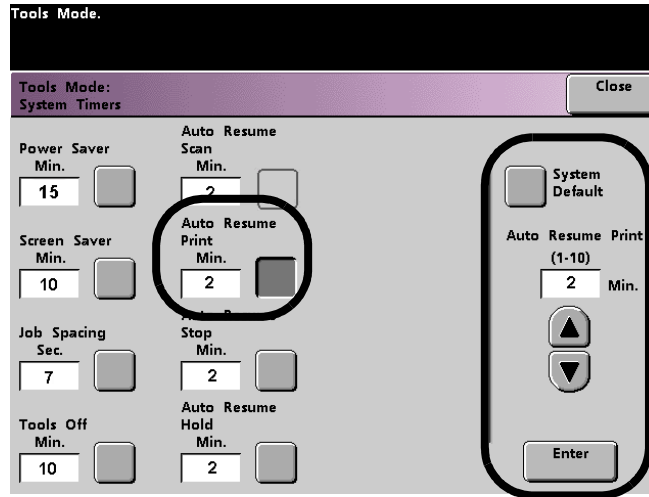 Tools Mode.
Tools Mode:
System Timers
Close
Power Saver
Min.
15
Screen Saver
Min.
10
Job Spacing
Sec.
7
Tools Off
Min.
10
Auto Resume
Scan
Min.
2
Auto Resume
Print
Min.
2
Auto Resume
Stop
Min.
2
Auto Resume
Hold
Min.
2
System
Default
Auto Resume Print
(1-10)
2 Min.
Enter